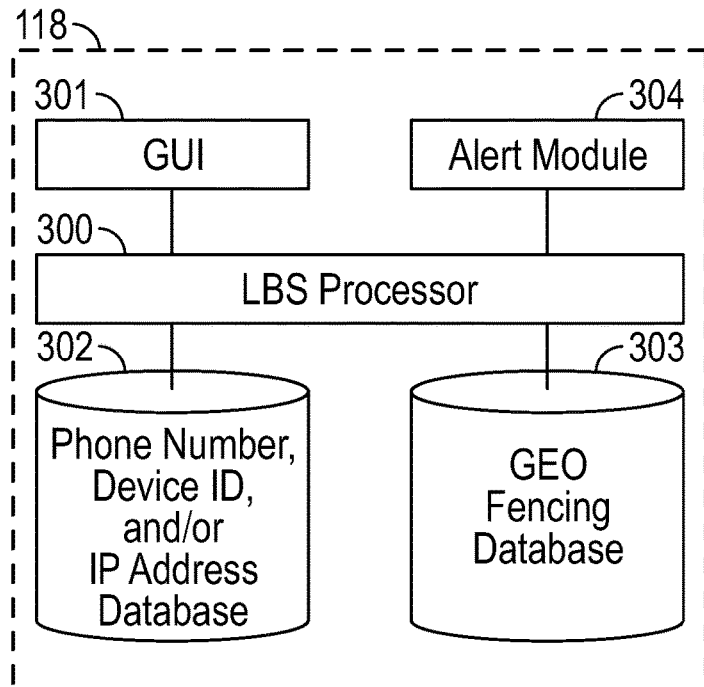 118
301
304
GUI
Alert Module
300
LBS Processor
302
303
Phone Number,
Device ID,
and/or
IP Address
Database
GEO
Fencing
Database